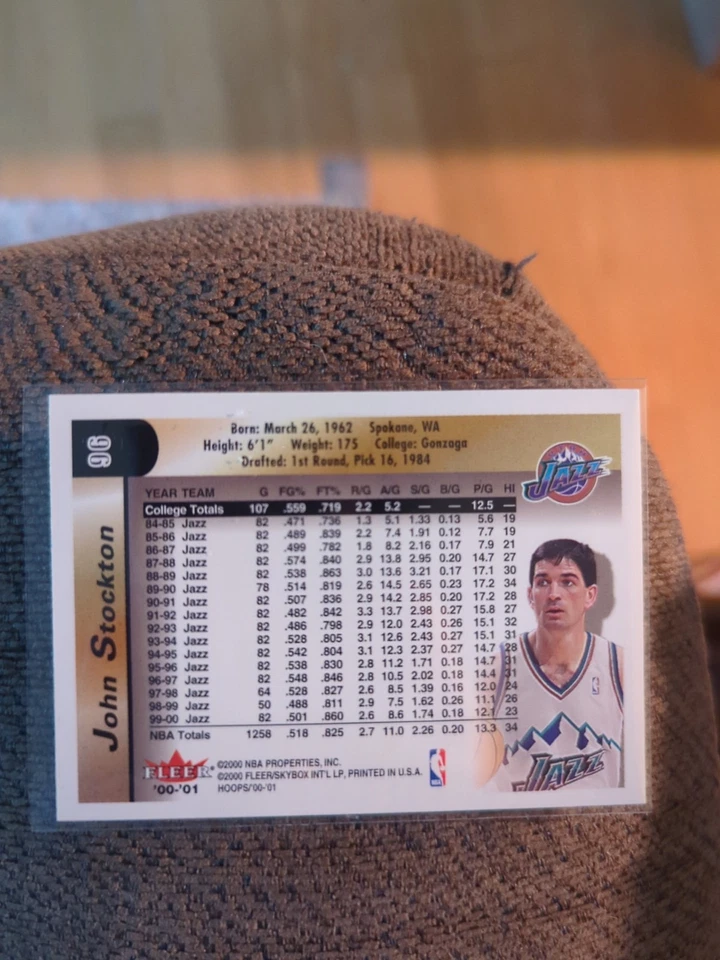 96
Born: March 26, 1962 Spokane, WA
Height: 6'1" Weight: 175 College: Gonzaga
Drafted: 1st Round, Pick 16, 1984
JAZZ
John Stockton
YEAR TEAM G FG% FT% R/G A/G S/G B/G P/G HI
College Totals 107 .559 .719 2.2 5.2 — — 12.5 —
84-85 Jazz 82 .471 .736 1.3 5.1 1.33 0.13 5.6 19
85-86 Jazz 82 .489 .839 2.2 7.4 1.91 0.12 7.7 19
86-87 Jazz 82 .499 .782 1.8 8.2 2.16 0.17 7.9 21
87-88 Jazz 82 .574 .840 2.9 13.8 2.95 0.20 14.7 27
88-89 Jazz 82 .538 .863 3.0 13.6 3.21 0.17 17.1 30
89-90 Jazz 78 .514 .819 2.6 14.5 2.65 0.23 17.2 34
90-91 Jazz 82 .507 .836 2.9 14.2 2.85 0.20 17.2 28
91-92 Jazz 82 .482 .842 3.3 13.7 2.98 0.27 15.8 27
92-93 Jazz 82 .486 .798 2.9 12.0 2.43 0.26 15.1 32
93-94 Jazz 82 .528 .805 3.1 12.6 2.43 0.27 15.1 31
94-95 Jazz 82 .542 .804 3.1 12.3 2.37 0.27 14.7 28
95-96 Jazz 82 .538 .830 2.8 11.2 1.71 0.18 14.7 31
96-97 Jazz 82 .548 .846 2.8 10.5 2.02 0.18 14.4 31
97-98 Jazz 64 .528 .827 2.6 8.5 1.39 0.16 12.0 24
98-99 Jazz 50 .488 .811 2.9 7.5 1.62 0.26 11.1 26
99-00 Jazz 82 .501 .860 2.6 8.6 1.74 0.18 12.1 23
NBA Totals 1258 .518 .825 2.7 11.0 2.26 0.20 13.3 34
JAZZ
FLEER
'00-'01
©2000 NBA PROPERTIES, INC.
©2000 FLEER/SKYBOX INT'L LP, PRINTED IN U.S.A.
HOOPS/'00-'01
NBA